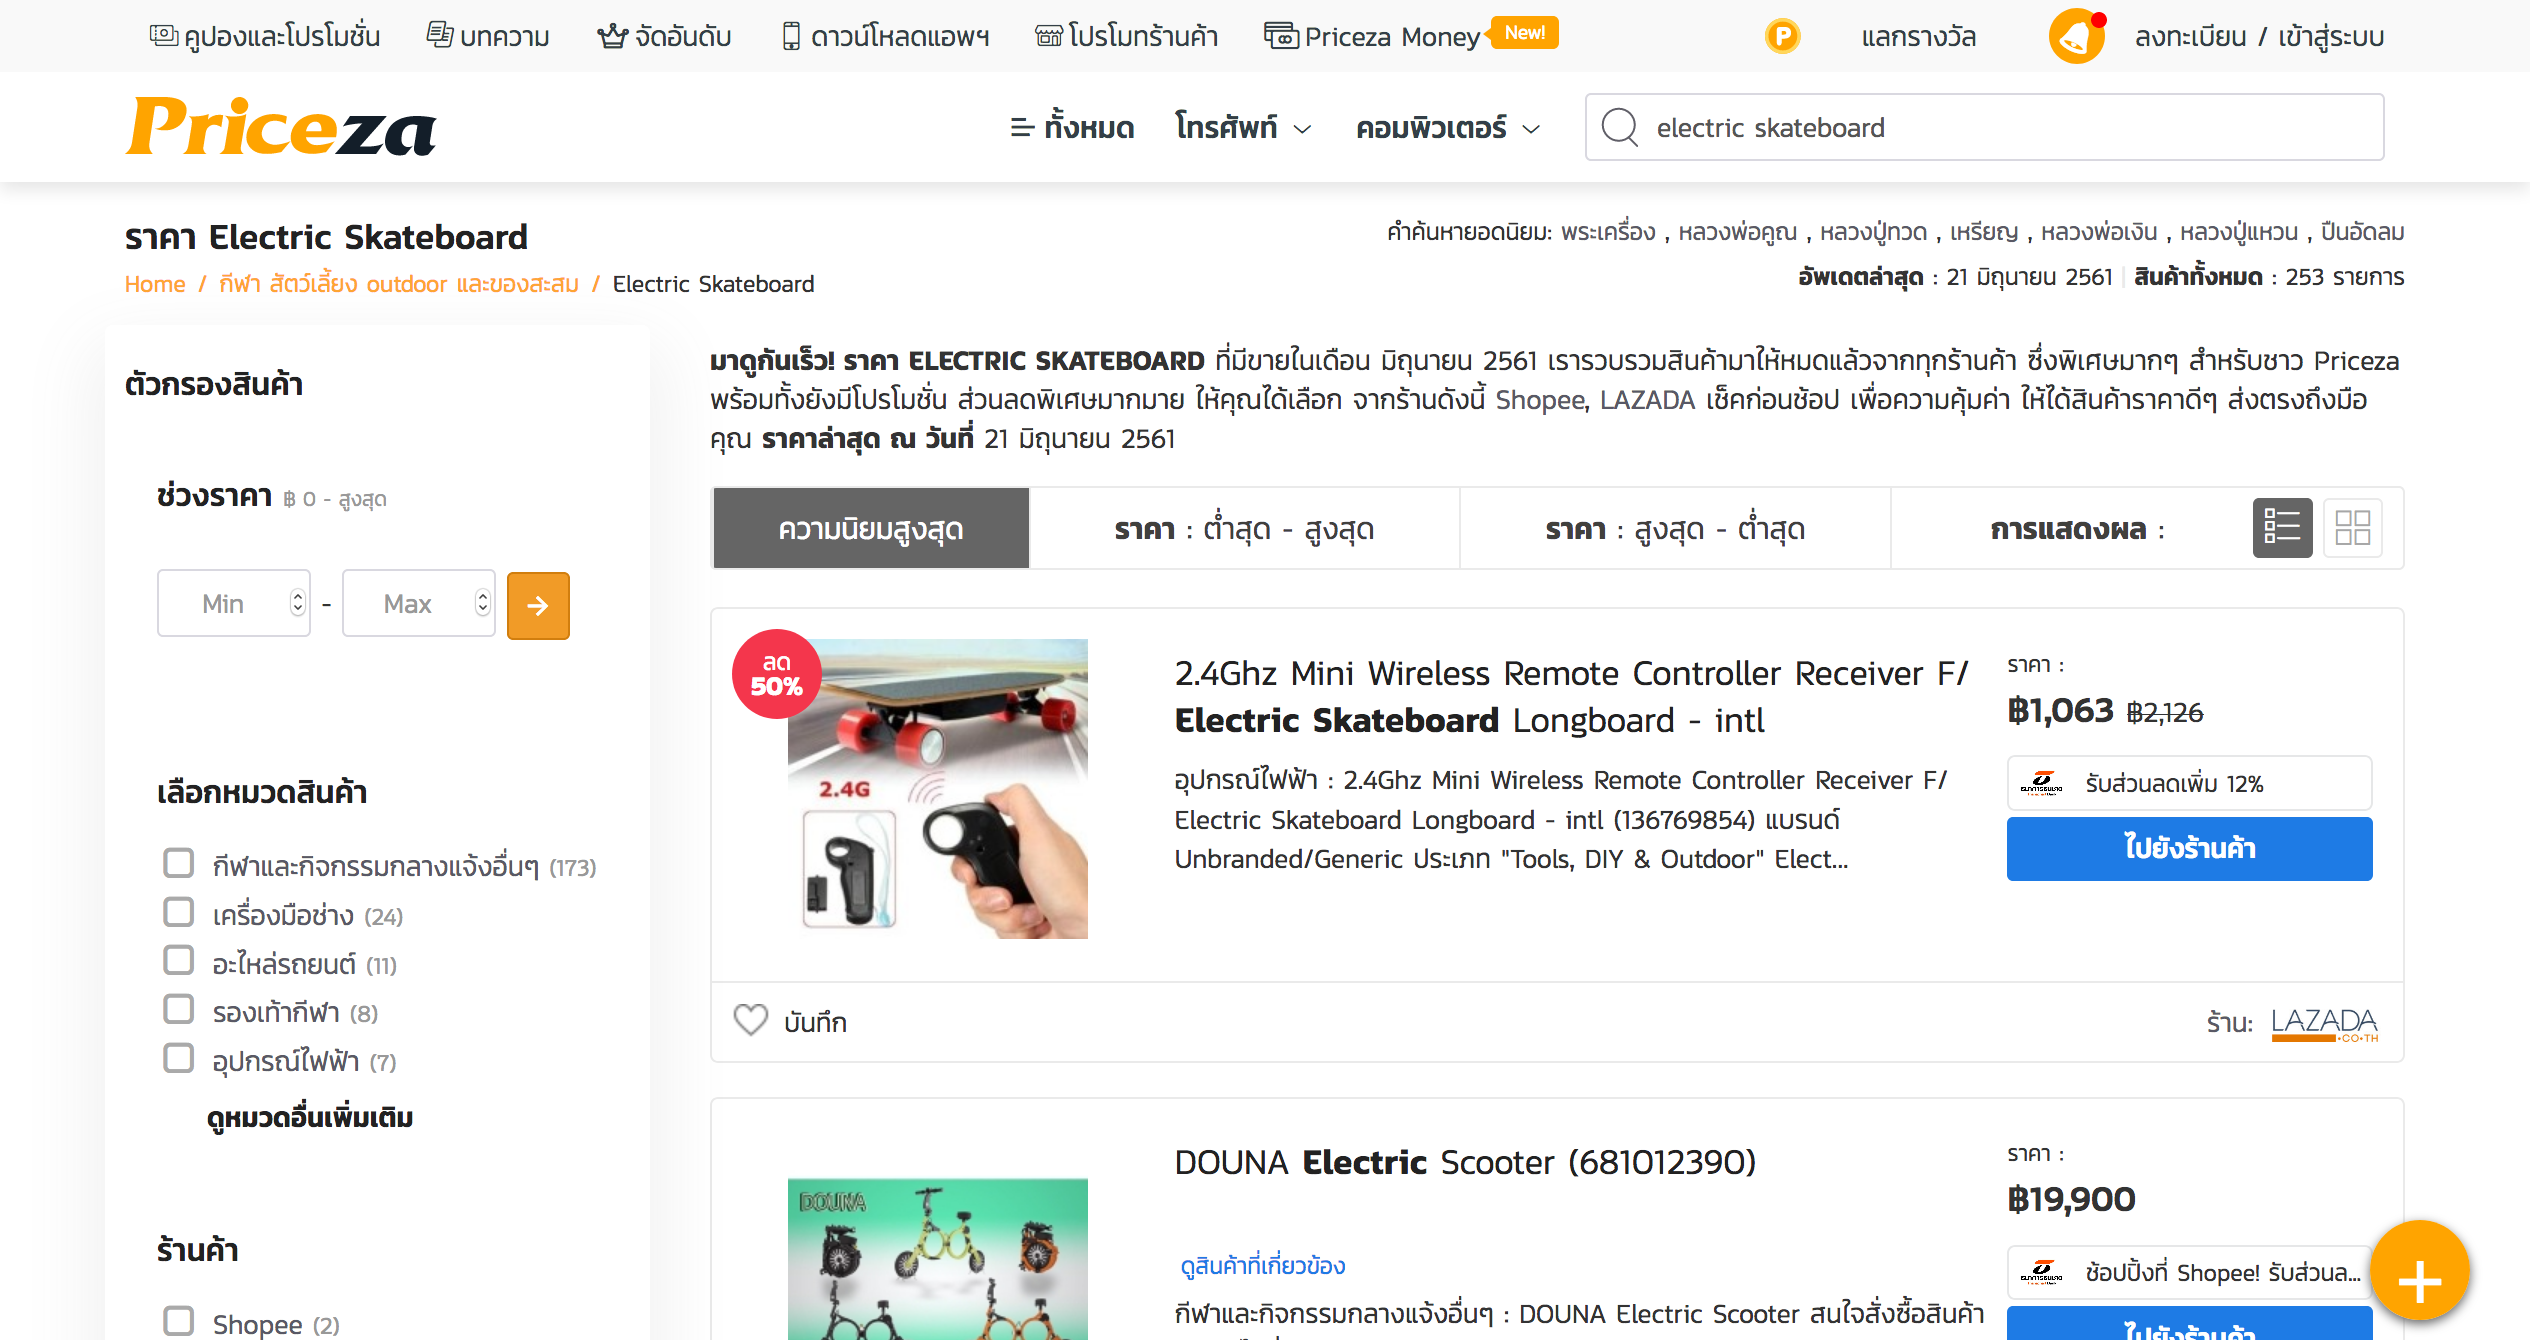 คูปองและโปรโมชั่น บทความ จัดอันดับ ดาวน์โหลดแอพฯ โปรโมทร้านค้า Priceza Money New! P แลกรางวัล ลงทะเบียน / เข้าสู่ระบบ
Priceza ทั้งหมด โทรศัพท์ คอมพิวเตอร์ electric skateboard
ราคา Electric Skateboard
Home / กีฬา สัตว์เลี้ยง outdoor และของสะสม / Electric Skateboard
คำค้นหายอดนิยม: พระเครื่อง , หลวงพ่อคูณ , หลวงปู่ทวด , เหรียญ , หลวงพ่อเงิน , หลวงปู่แหวน , ปืนอัดลม
อัพเดตล่าสุด : 21 มิถุนายน 2561 สินค้าทั้งหมด : 253 รายการ
ตัวกรองสินค้า
ช่วงราคา ฿ 0 - สูงสุด
Min - Max
เลือกหมวดสินค้า
กีฬาและกิจกรรมกลางแจ้งอื่นๆ (173)
เครื่องมือช่าง (24)
อะไหล่รถยนต์ (11)
รองเท้ากีฬา (8)
อุปกรณ์ไฟฟ้า (7)
ดูหมวดอื่นเพิ่มเติม
ร้านค้า
Shopee (2)
มาดูกันเร็ว! ราคา ELECTRIC SKATEBOARD ที่มีขายในเดือน มิถุนายน 2561 เรารวบรวมสินค้ามาให้หมดแล้วจากทุกร้านค้า ซึ่งพิเศษมากๆ สำหรับชาว Priceza
พร้อมทั้งยังมีโปรโมชั่น ส่วนลดพิเศษมากมาย ให้คุณได้เลือก จากร้านดังนี้ Shopee, LAZADA เช็คก่อนช้อป เพื่อความคุ้มค่า ให้ได้สินค้าราคาดีๆ ส่งตรงถึงมือ
คุณ ราคาล่าสุด ณ วันที่ 21 มิถุนายน 2561
ความนิยมสูงสุด ราคา : ต่ำสุด - สูงสุด ราคา : สูงสุด - ต่ำสุด การแสดงผล :
ลด
50%
2.4G
2.4Ghz Mini Wireless Remote Controller Receiver F/
Electric Skateboard Longboard - intl
อุปกรณ์ไฟฟ้า : 2.4Ghz Mini Wireless Remote Controller Receiver F/
Electric Skateboard Longboard - intl (136769854) แบรนด์
Unbranded/Generic ประเภท "Tools, DIY & Outdoor" Elect...
ราคา :
฿1,063 ฿2,126
รับส่วนลดเพิ่ม 12%
ไปยังร้านค้า
บันทึก ร้าน: LAZADA
.CO.TH
DOUNA
DOUNA Electric Scooter (681012390)
ดูสินค้าที่เกี่ยวข้อง
กีฬาและกิจกรรมกลางแจ้งอื่นๆ : DOUNA Electric Scooter สนใจสั่งซื้อสินค้า
ราคา :
฿19,900
ช้อปปิ้งที่ Shopee! รับส่วนล...
ไปยังร้านค้า